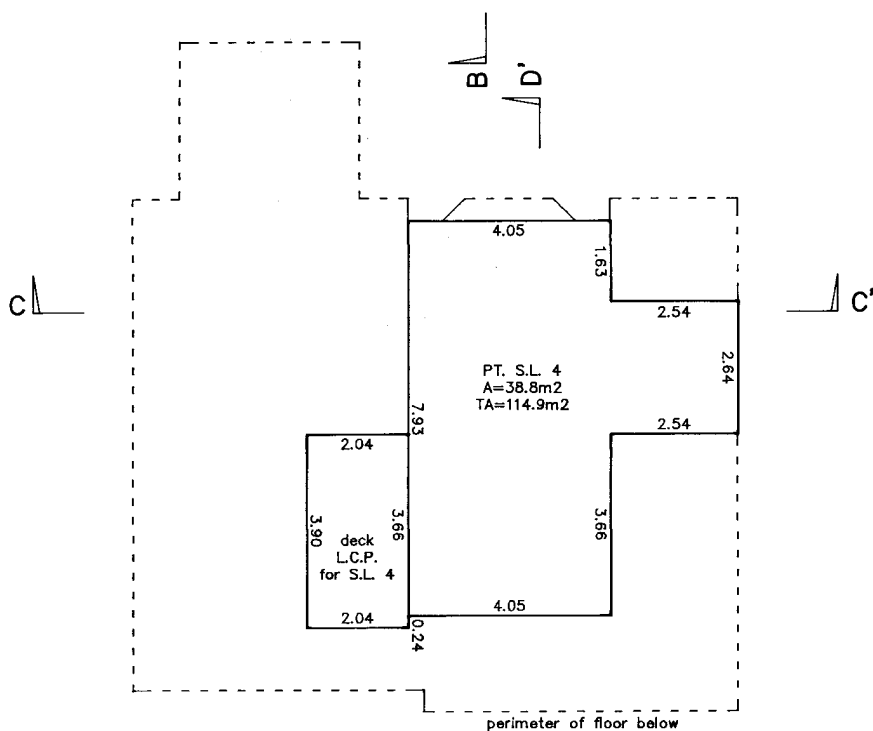 B
D'
4.05
1.63
C
C'
2.54
2.64
PT. S.L. 4
A=38.8m2
TA=114.9m2
7.93
2.54
2.04
3.90
3.66
3.66
deck
L.C.P.
for S.L. 4
2.04
4.05
0.24
perimeter of floor below